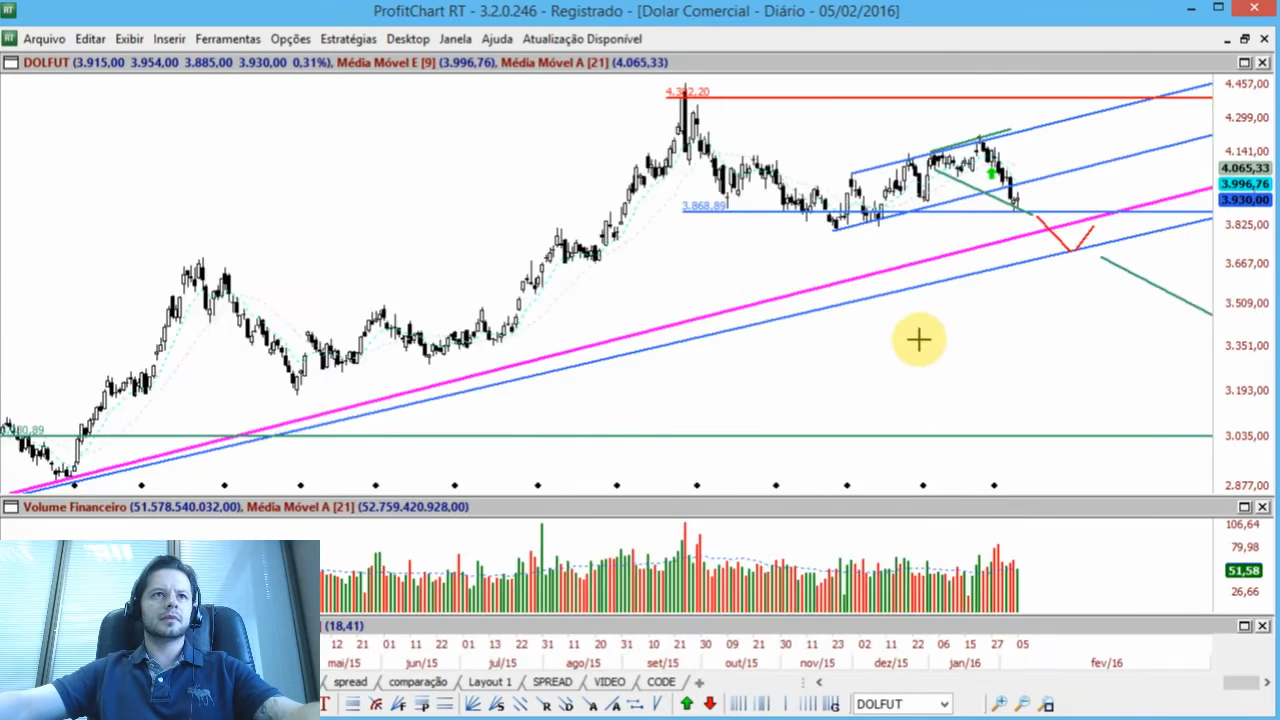 RT ProfitChart RT - 3.2.0.246 - Registrado - [Dolar Comercial - Diário - 05/02/2016]
RT Arquivo Editar Exibir Inserir Ferramentas Opções Estratégias Desktop Janela Ajuda Atualização Disponível
DOLFUT (3.915,00 3.954,00 3.885,00 3.930,00 0,31%), Média Móvel E [9] (3.996,76), Média Móvel A [21] (4.065,33)
4.457,00
4.299,00
4.141,00
4.065,33
3.996,76
3.930,00
3.868,89
3.825,00
3.667,00
3.509,00
3.351,00
3.193,00
3.035,00
2.877,00
Volume Financeiro (51.578.540.032,00), Média Móvel A [21] (52.759.420.928,00)
106,64
79,98
51,58
26,66
(18,41)
12 21 01 13 22 01 13 22 31 11 20 31 10 21 30 09 21 30 11 23 02 11 22 06 15 27 05
mai/15 jun/15 jul/15 ago/15 set/15 out/15 nov/15 dez/15 jan/16 fev/16
spread comparação Layout 1 SPREAD VIDEO CODE
DOLFUT